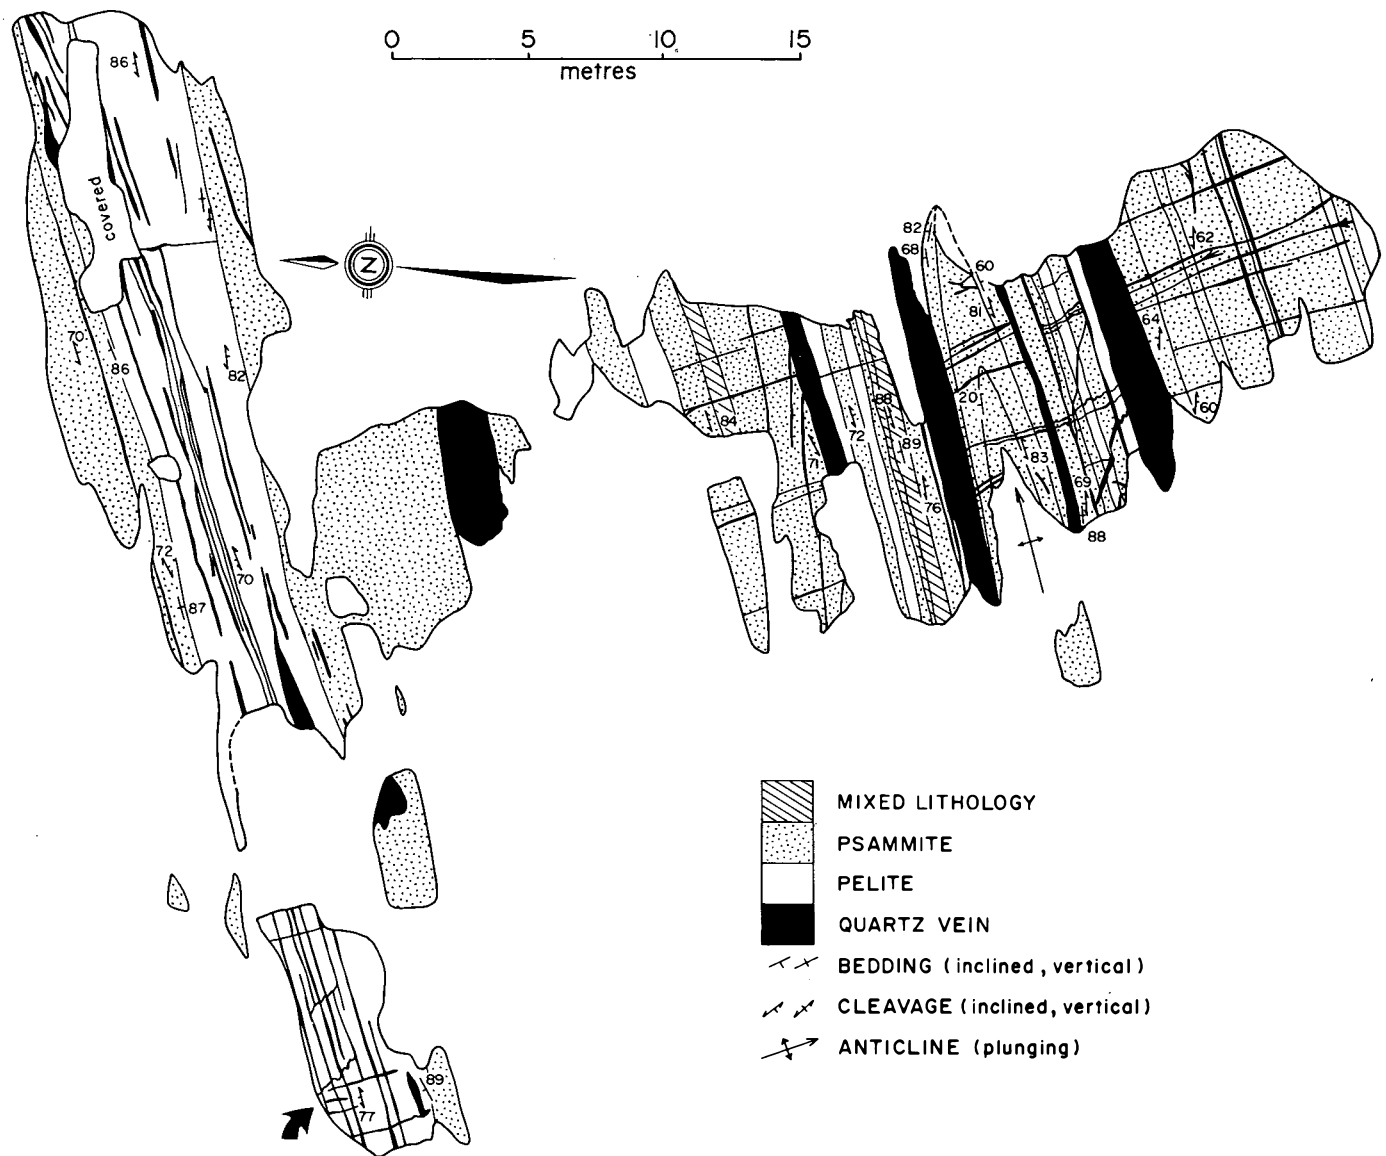 0 5 10 15
metres
86
Covered
Z
82
68
60
62
81
70
86
82
64
84
88
20
60
72
89
71
83
69
76
88
72
70
87
MIXED LITHOLOGY
PSAMMITE
PELITE
QUARTZ VEIN
BEDDING (inclined, vertical)
CLEAVAGE (inclined, vertical)
ANTICLINE (plunging)
89
77